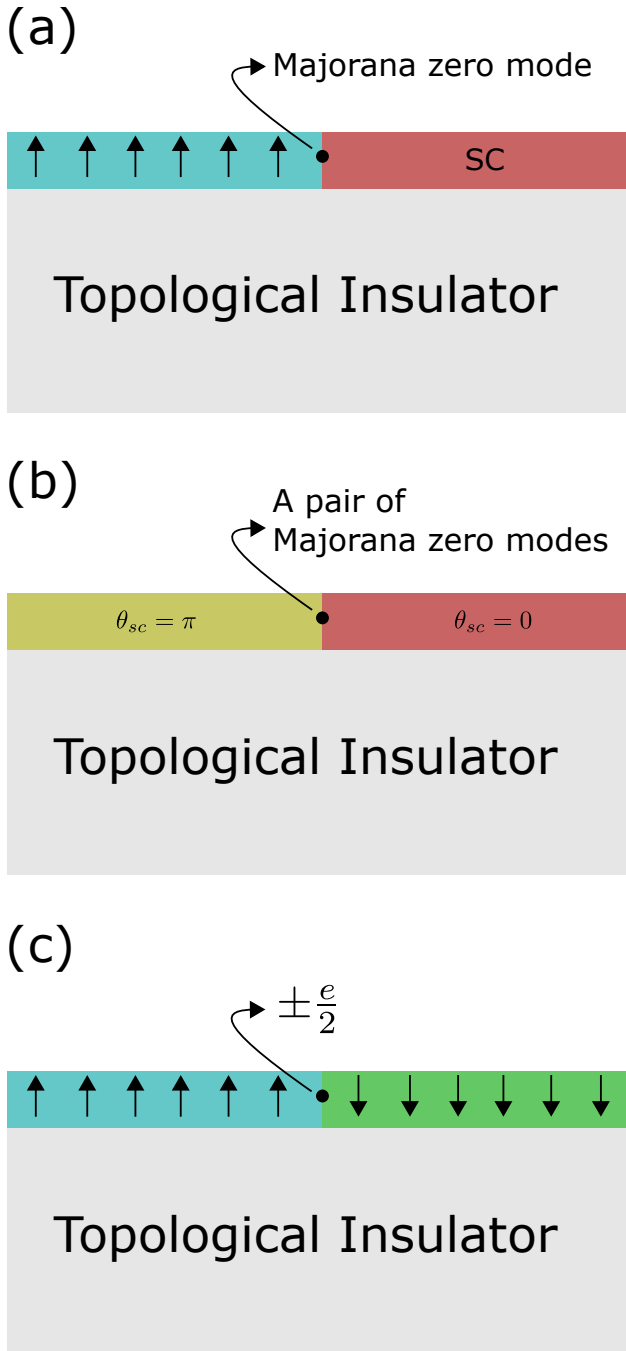 (a)
Majorana zero mode
SC
Topological Insulator
(b)
A pair of
Majorana zero modes
θ_sc = π
θ_sc = 0
Topological Insulator
(c)
± e/2
Topological Insulator